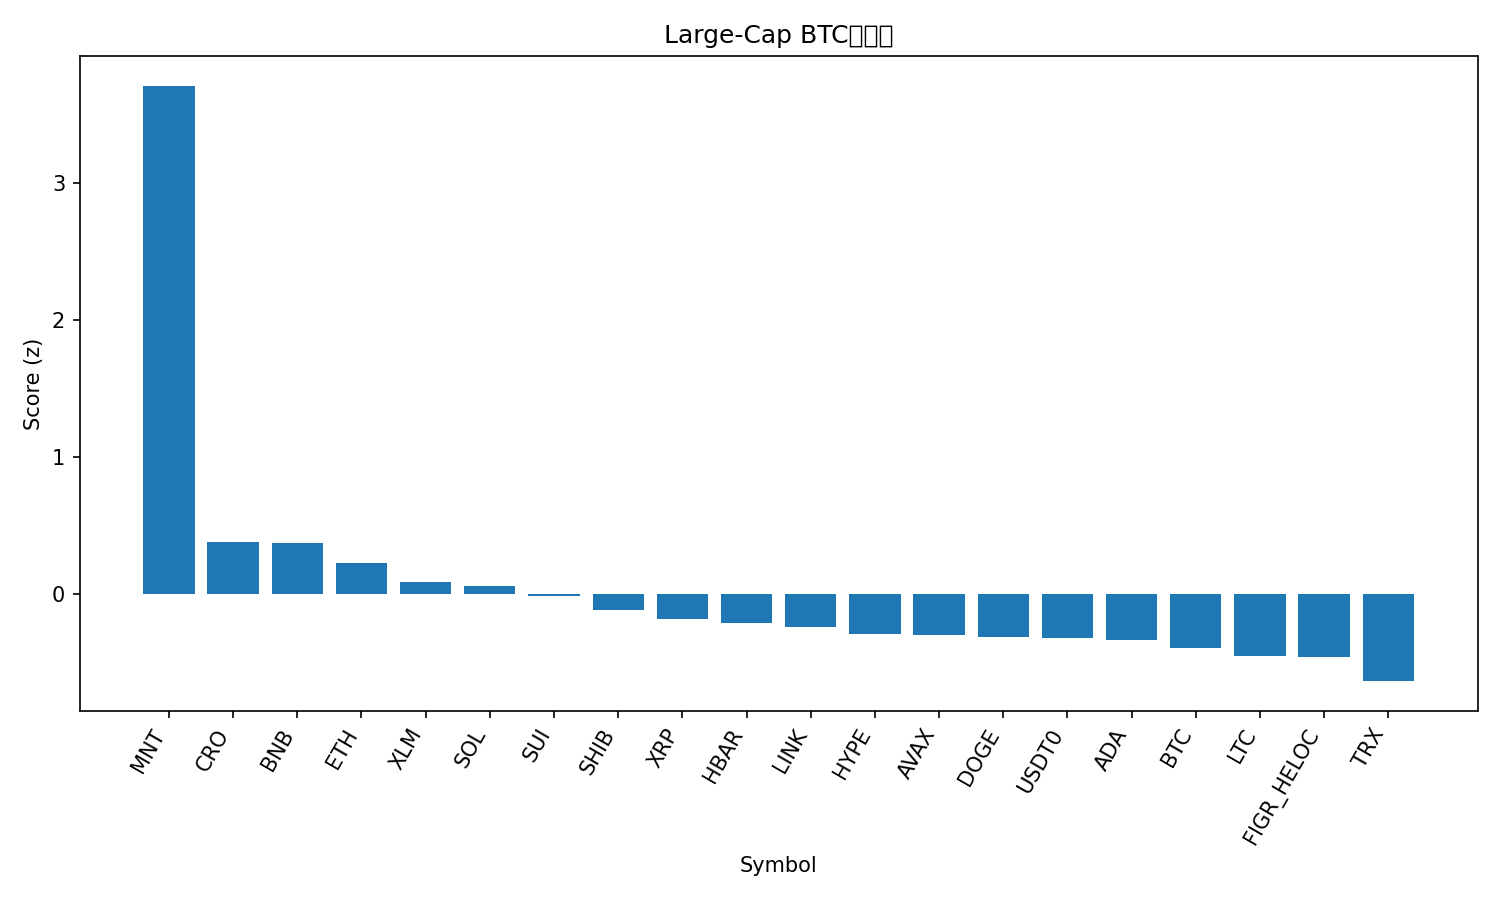 Large-Cap BTC
Score (z)
3
2
1
0
MNT
CRO
BNB
ETH
XLM
SOL
SUI
SHIB
XRP
HBAR
LINK
HYPE
AVAX
DOGE
USDT0
ADA
BTC
LTC
FIGR_HELOC
TRX
Symbol